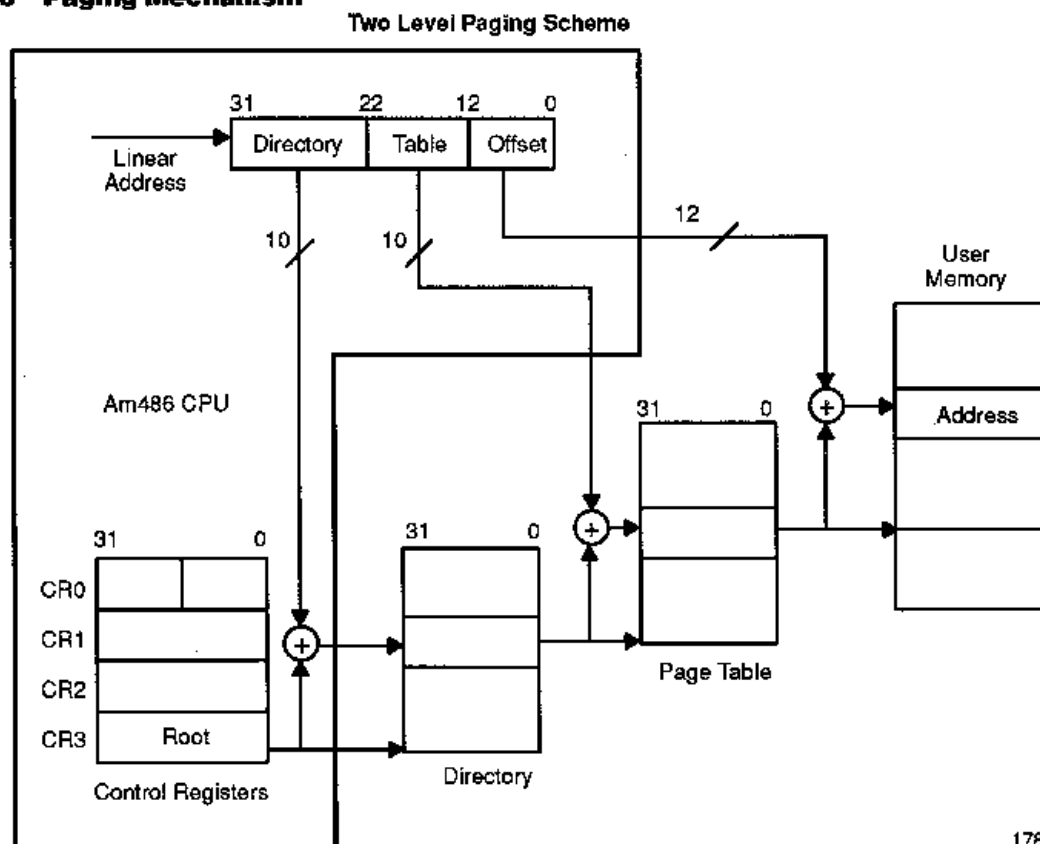 Paging Mechanism
Two Level Paging Scheme
31 22 12 0
Directory Table Offset
Linear
Address
10 10 12
User
Memory
Am486 CPU
31 0
Address
31 0
31 0
CR0
CR1
CR2
CR3 Root
Page Table
Directory
Control Registers
178